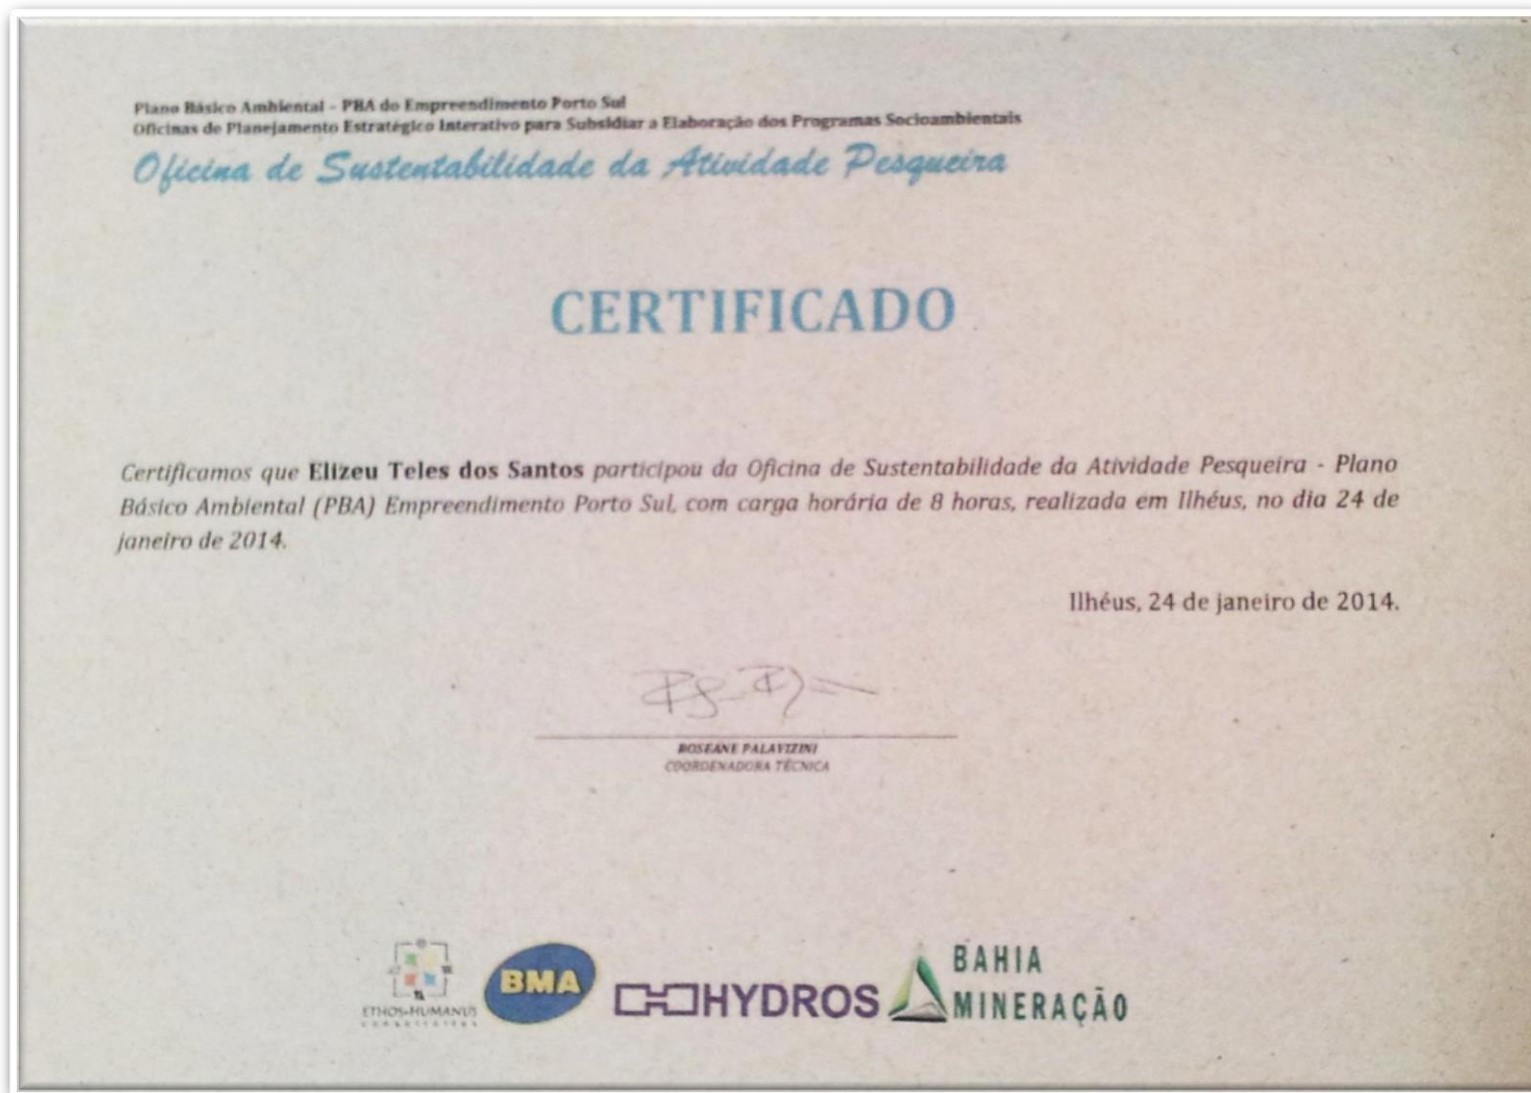 Plano Básico Ambiental - PBA do Empreendimento Porto Sul
Oficinas de Planejamento Estratégico Interativo para Subsidiar a Elaboração dos Programas Socioambientais
Oficina de Sustentabilidade da Atividade Pesqueira
CERTIFICADO
Certificamos que Elizeu Teles dos Santos participou da Oficina de Sustentabilidade da Atividade Pesqueira - Plano
Básico Ambiental (PBA) Empreendimento Porto Sul, com carga horária de 8 horas, realizada em Ilhéus, no dia 24 de
janeiro de 2014.
Ilhéus, 24 de janeiro de 2014.
ROSEANE PALAVIZINI
COORDENADORA TÉCNICA
ETHOS-HUMANUS
BMA
HYDROS
BAHIA
MINERAÇÃO